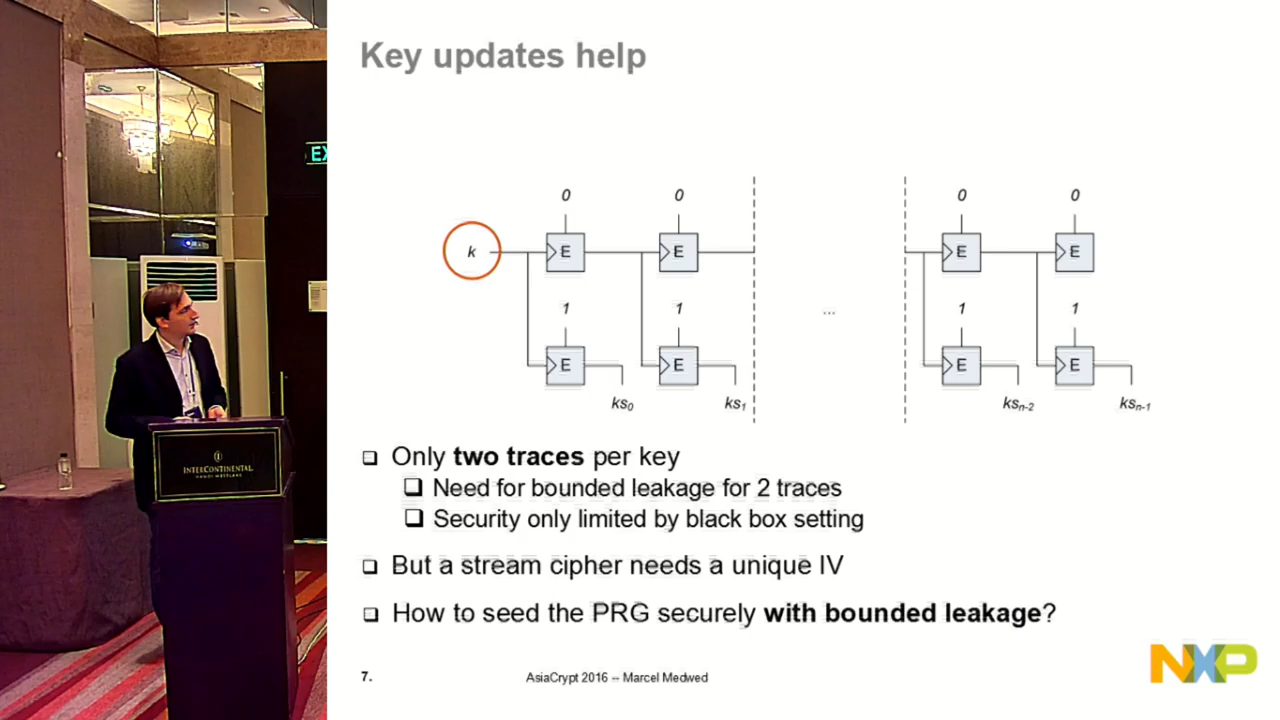 Key updates help
EX
0 0 0 0
k E E E E
1 1 ... 1 1
E E E E
ks0 ks1 ksn-2 ksn-1
INTERCONTINENTAL
HANOI WESTLAKE
❑ Only two traces per key
❑ Need for bounded leakage for 2 traces
❑ Security only limited by black box setting
❑ But a stream cipher needs a unique IV
❑ How to seed the PRG securely with bounded leakage?
7. AsiaCrypt 2016 -- Marcel Medwed
NXP